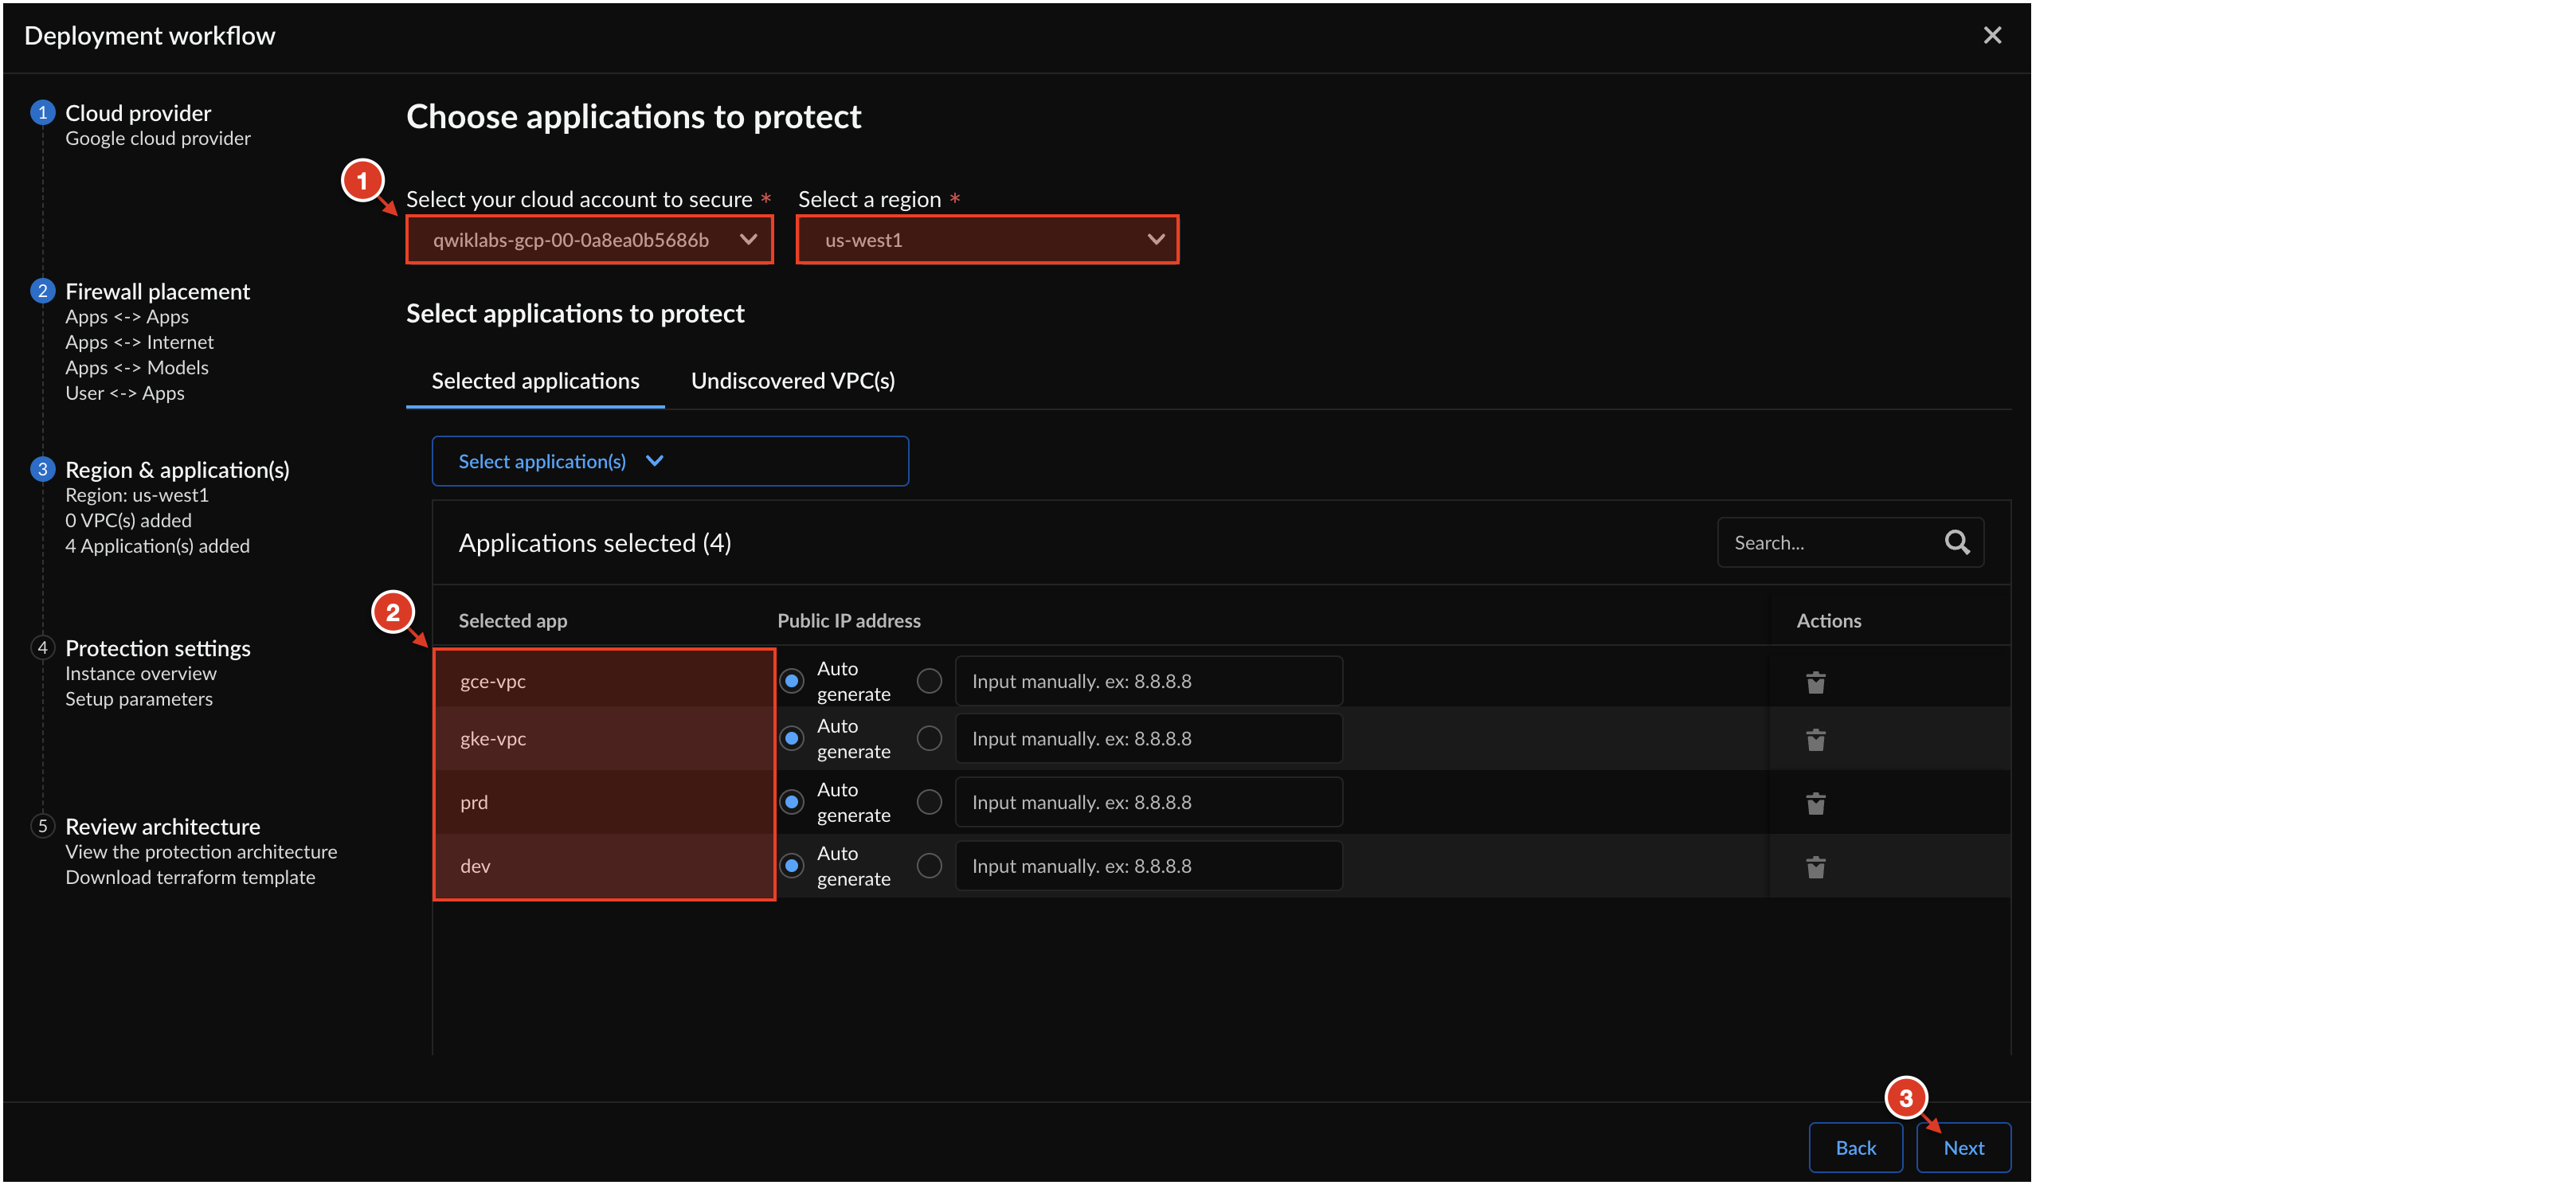 Deployment workflow
1 Cloud provider
Google cloud provider
2 Firewall placement
Apps <-> Apps
Apps <-> Internet
Apps <-> Models
User <-> Apps
3 Region & application(s)
Region: us-west1
0 VPC(s) added
4 Application(s) added
4 Protection settings
Instance overview
Setup parameters
5 Review architecture
View the protection architecture
Download terraform template
Choose applications to protect
1
Select your cloud account to secure * Select a region *
qwiklabs-gcp-00-0a8ea0b5686b us-west1
Select applications to protect
Selected applications Undiscovered VPC(s)
Select application(s)
Applications selected (4) Search...
2
Selected app Public IP address Actions
gce-vpc Auto generate Input manually. ex: 8.8.8.8
gke-vpc Auto generate Input manually. ex: 8.8.8.8
prd Auto generate Input manually. ex: 8.8.8.8
dev Auto generate Input manually. ex: 8.8.8.8
3
Back Next